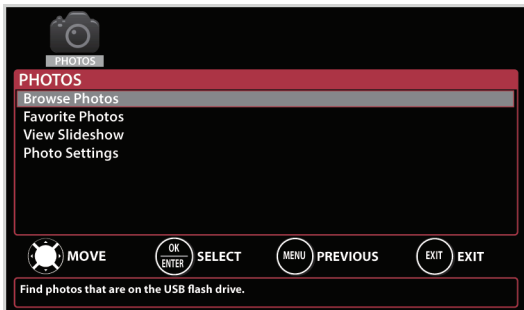 PHOTOS
PHOTOS
Browse Photos
Favorite Photos
View Slideshow
Photo Settings
MOVE OK ENTER SELECT MENU PREVIOUS EXIT EXIT
Find photos that are on the USB flash drive.